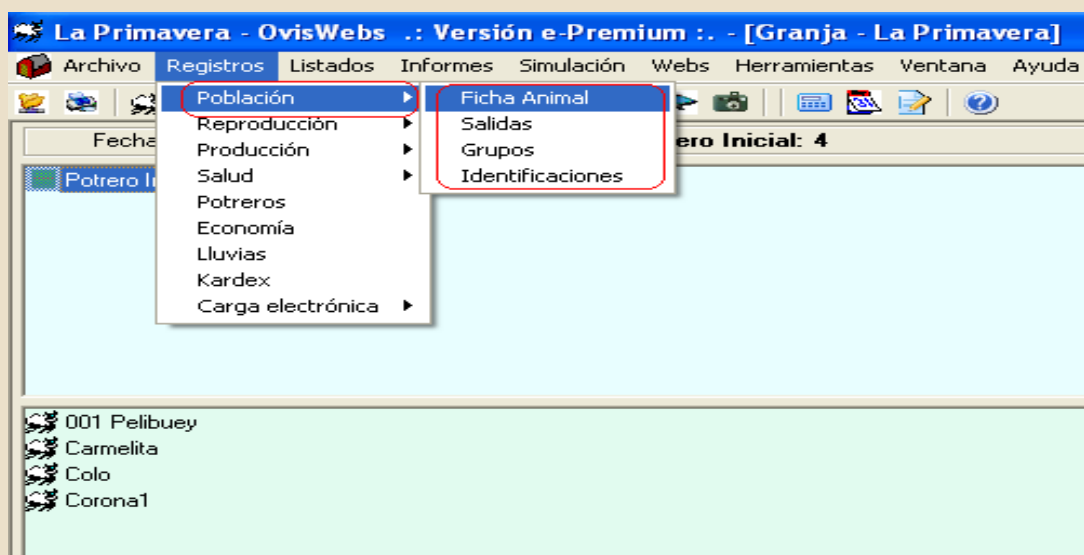 La Primavera - OvisWebs .: Versión e-Premium :. - [Granja - La Primavera]
Archivo Registros Listados Informes Simulación Webs Herramientas Ventana Ayuda
Población
Ficha Animal
Reproducción
Salidas
Producción
Grupos
Salud
Identificaciones
Potreros
Economía
Lluvias
Kardex
Carga electrónica
Inicial: 4
Potrero
001 Pelibuey
Carmelita
Colo
Corona1